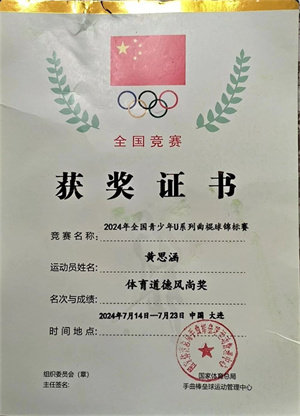 全国竞赛
获奖证书
竞赛名称：2024年全国青少年U系列曲棍球锦标赛
运动员姓名：黄思涵
名次与成绩：体育道德风尚奖
时间地点：2024年7月14日—7月23日 中国 大连
组织委员会（章）
主任签名：
国家体育总局
手曲棒垒球运动管理中心